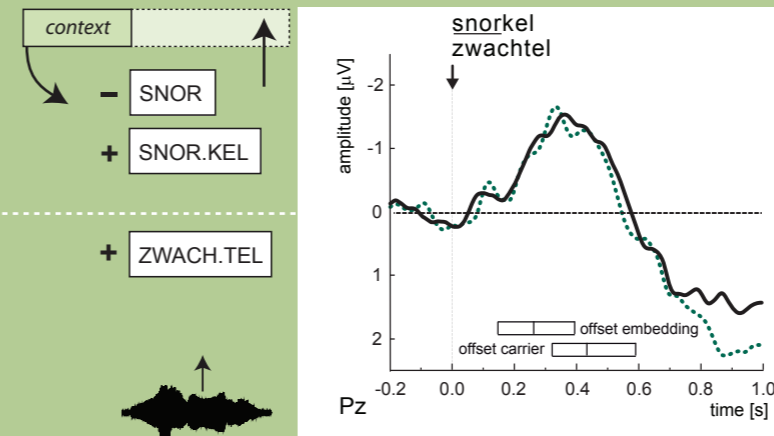 context
– SNOR
+ SNOR.KEL
+ ZWACH.TEL
snorkel
zwachtel
amplitude [µV]
-2
-1
0
1
2
offset embedding
offset carrier
-0.2 0.0 0.2 0.4 0.6 0.8 1.0
Pz
time [s]